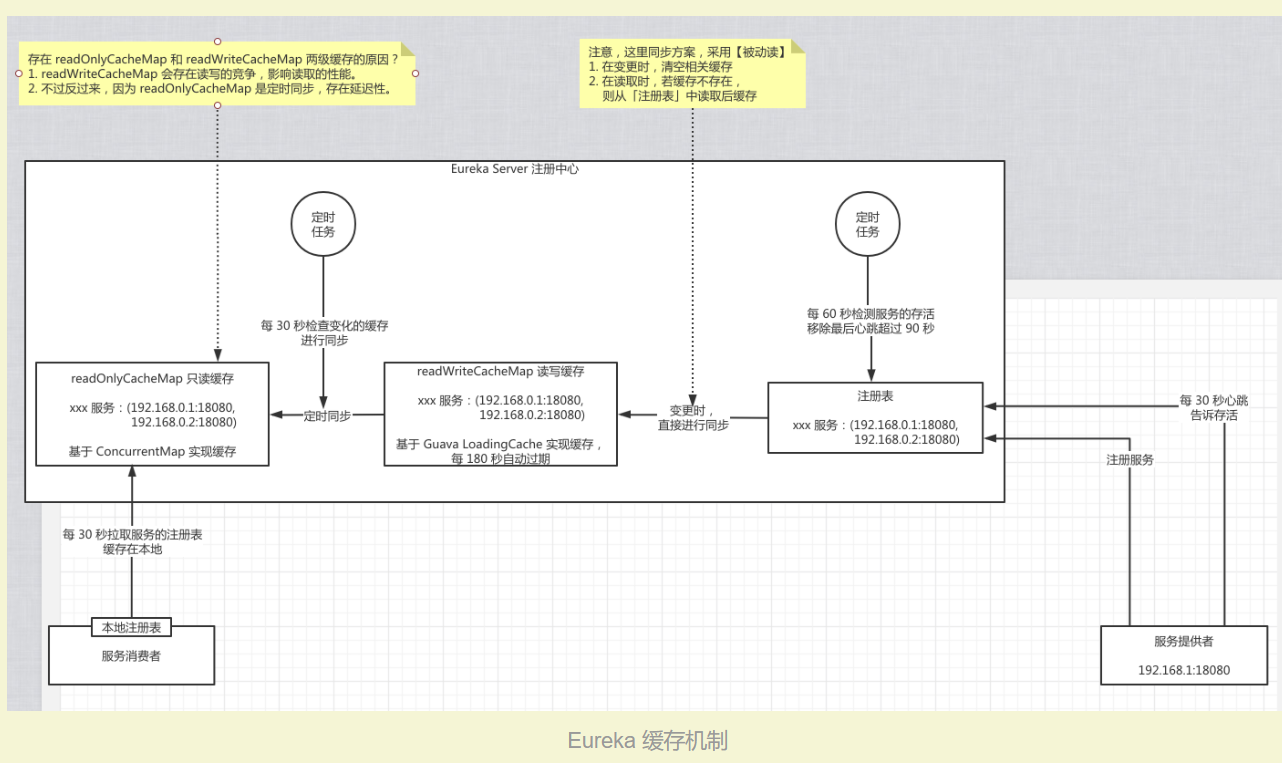 存在 readOnlyCacheMap 和 readWriteCacheMap 两级缓存的原因？
1. readWriteCacheMap 会存在读写的竞争，影响读取的性能。
2. 不过反过来，因为 readOnlyCacheMap 是定时同步，存在延迟性。
注意，这里同步方案，采用【被动读】
1. 在变更时，清空相关缓存
2. 在读取时，若缓存不存在，
则从「注册表」中读取后缓存
Eureka Server 注册中心
定时
任务
定时
任务
每 30 秒检查变化的缓存
进行同步
每 60 秒检测服务的存活
移除最后心跳超过 90 秒
readOnlyCacheMap 只读缓存
xxx 服务：(192.168.0.1:18080,
192.168.0.2:18080)
基于 ConcurrentMap 实现缓存
定时同步
readWriteCacheMap 读写缓存
xxx 服务：(192.168.0.1:18080,
192.168.0.2:18080)
基于 Guava LoadingCache 实现缓存，
每 180 秒自动过期
变更时，
直接进行同步
注册表
xxx 服务：(192.168.0.1:18080,
192.168.0.2:18080)
每 30 秒心跳
告诉存活
注册服务
每 30 秒拉取服务的注册表
缓存在本地
本地注册表
服务消费者
服务提供者
192.168.1:18080
Eureka 缓存机制